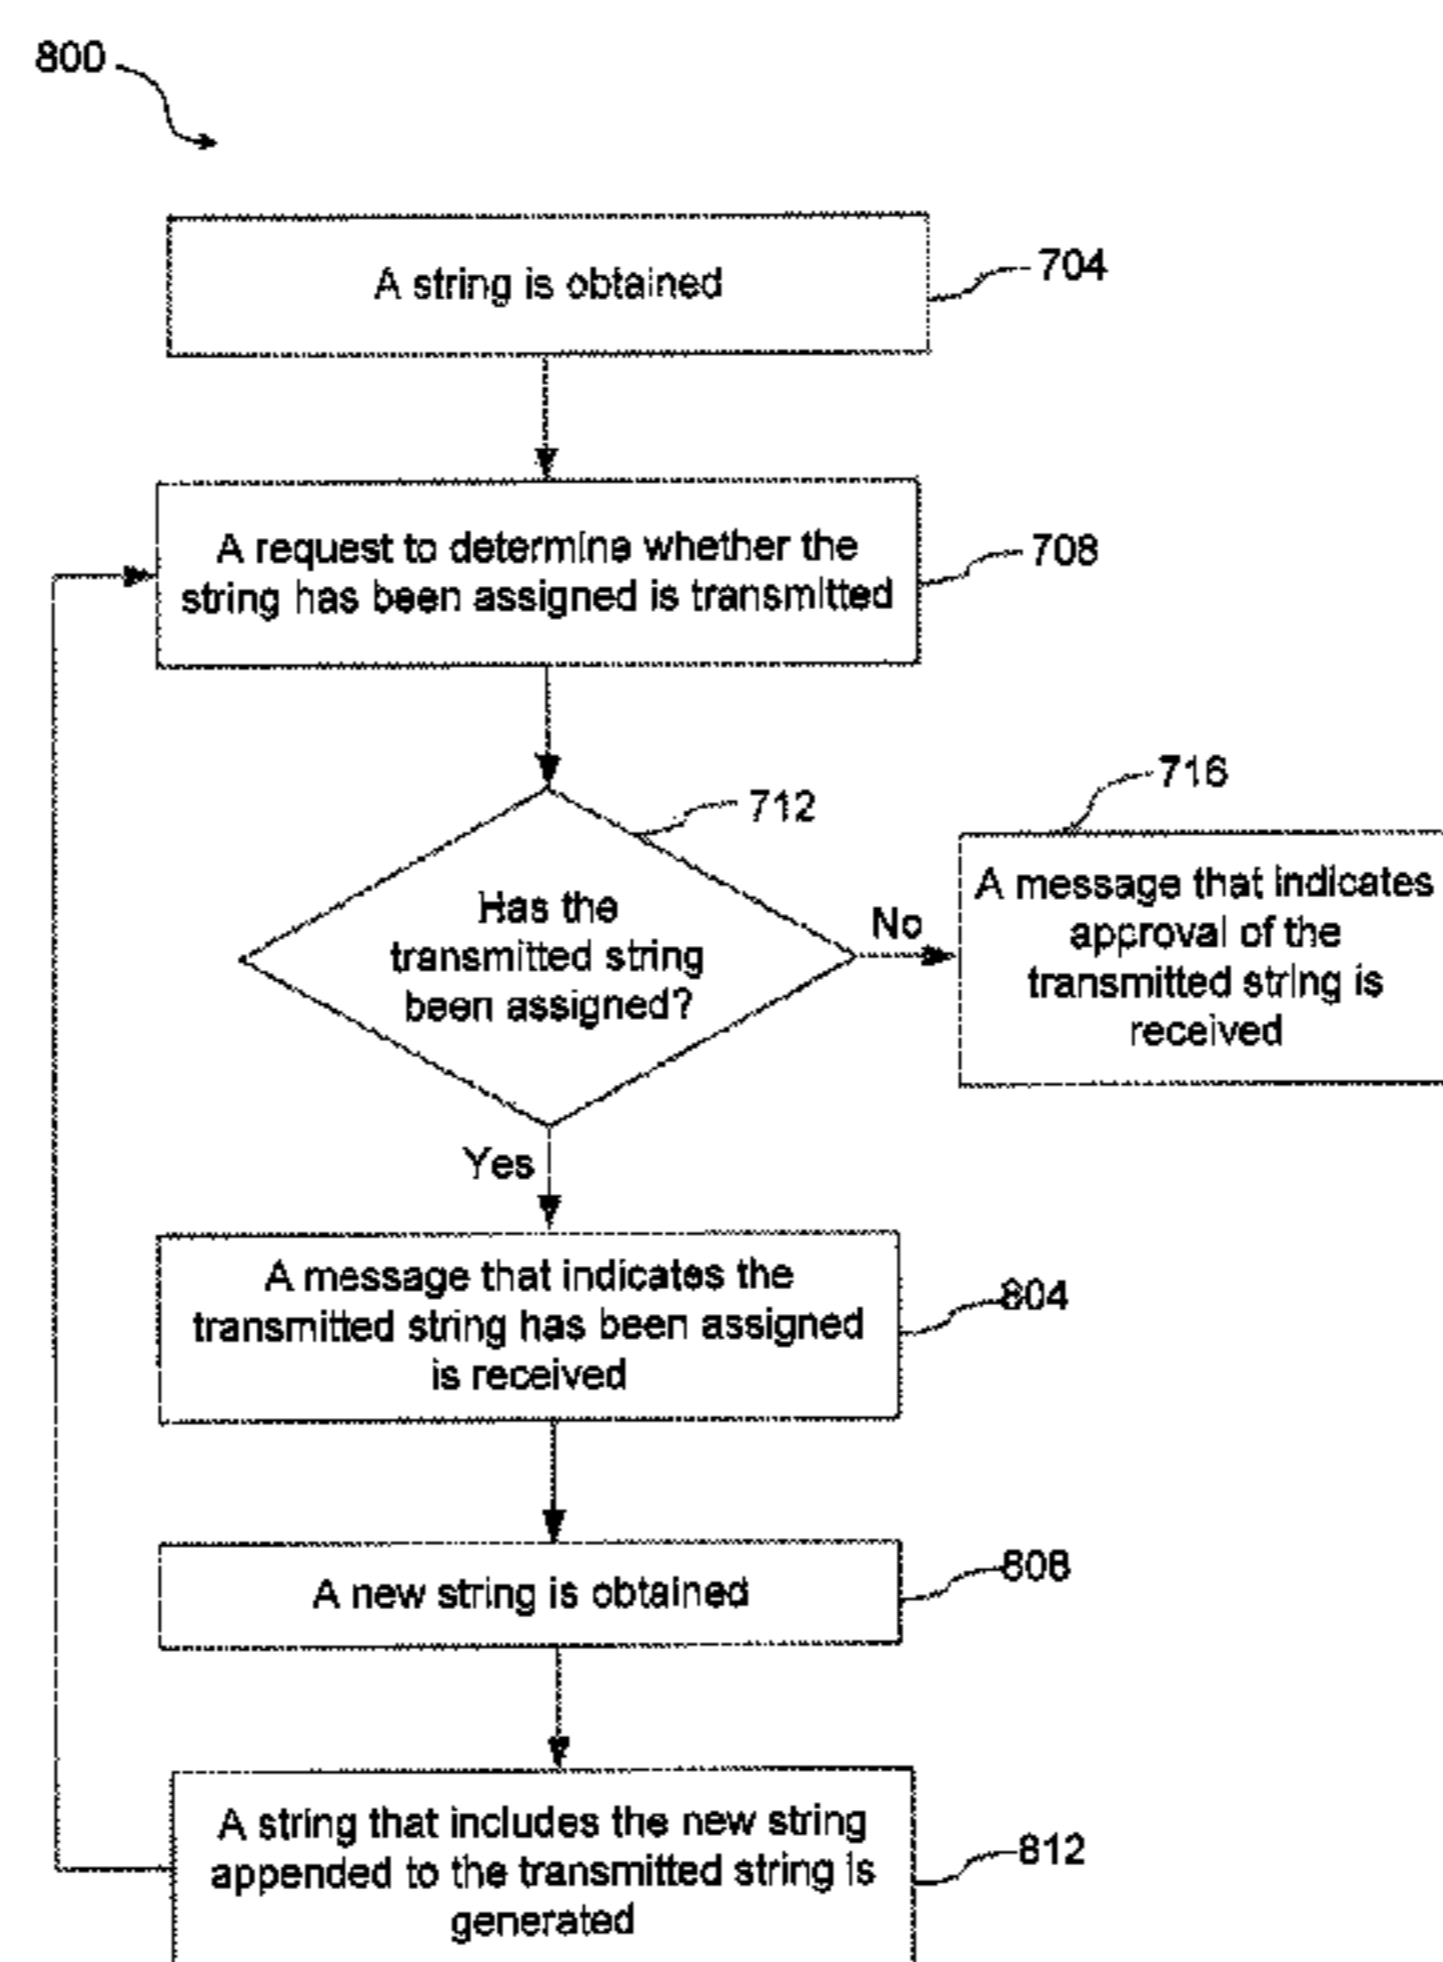 800
A string is obtained
704
A request to determine whether the
string has been assigned is transmitted
708
712
716
Has the
transmitted string
been assigned?
No
A message that indicates
approval of the
transmitted string is
received
Yes
A message that indicates the
transmitted string has been assigned
is received
804
A new string is obtained
808
A string that includes the new string
appended to the transmitted string is
generated
812